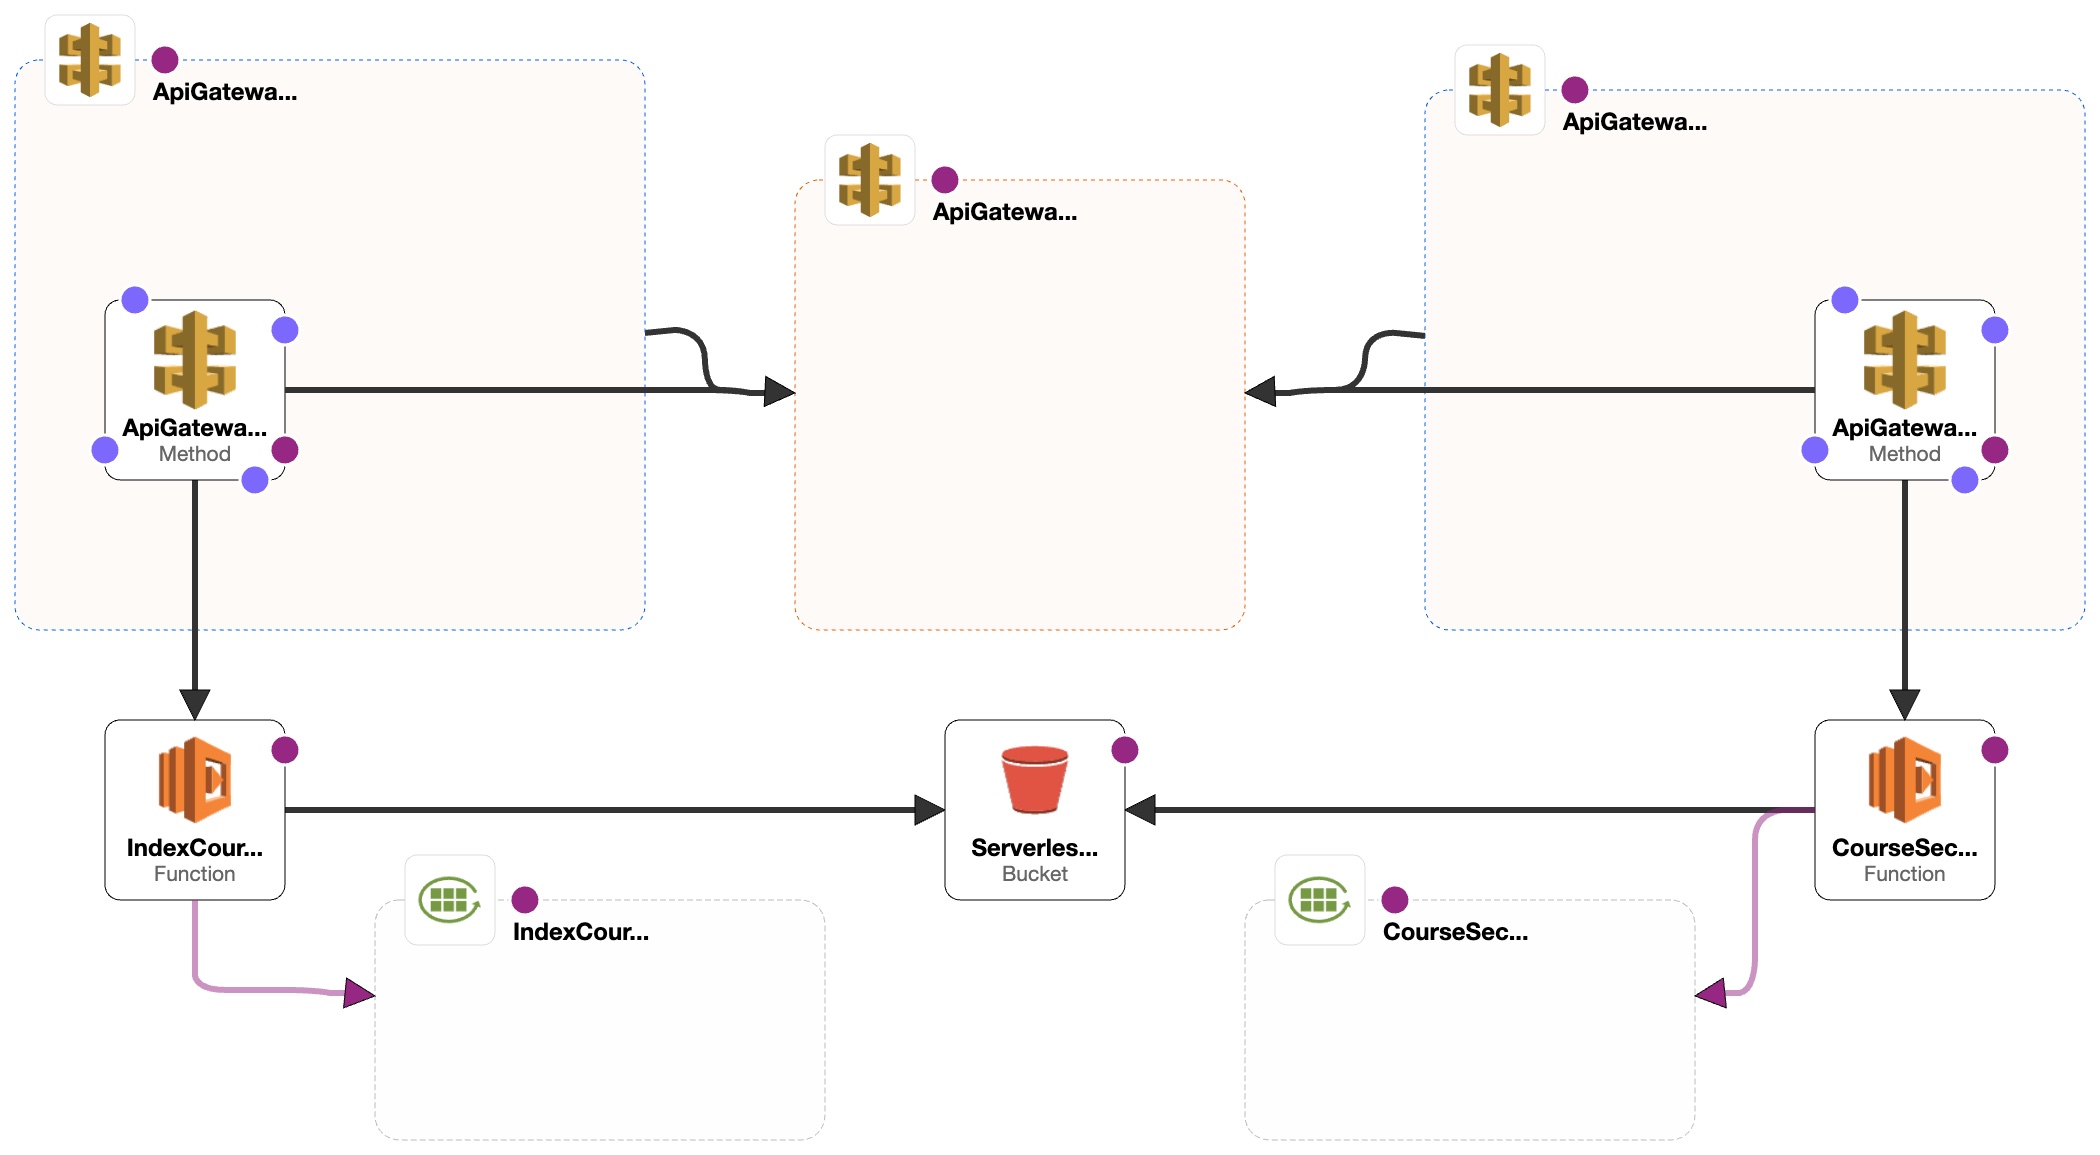 ApiGatewa...
ApiGatewa...
ApiGatewa...
ApiGatewa...
Method
ApiGatewa...
Method
IndexCour...
Function
Serverles...
Bucket
CourseSec...
Function
IndexCour...
CourseSec...